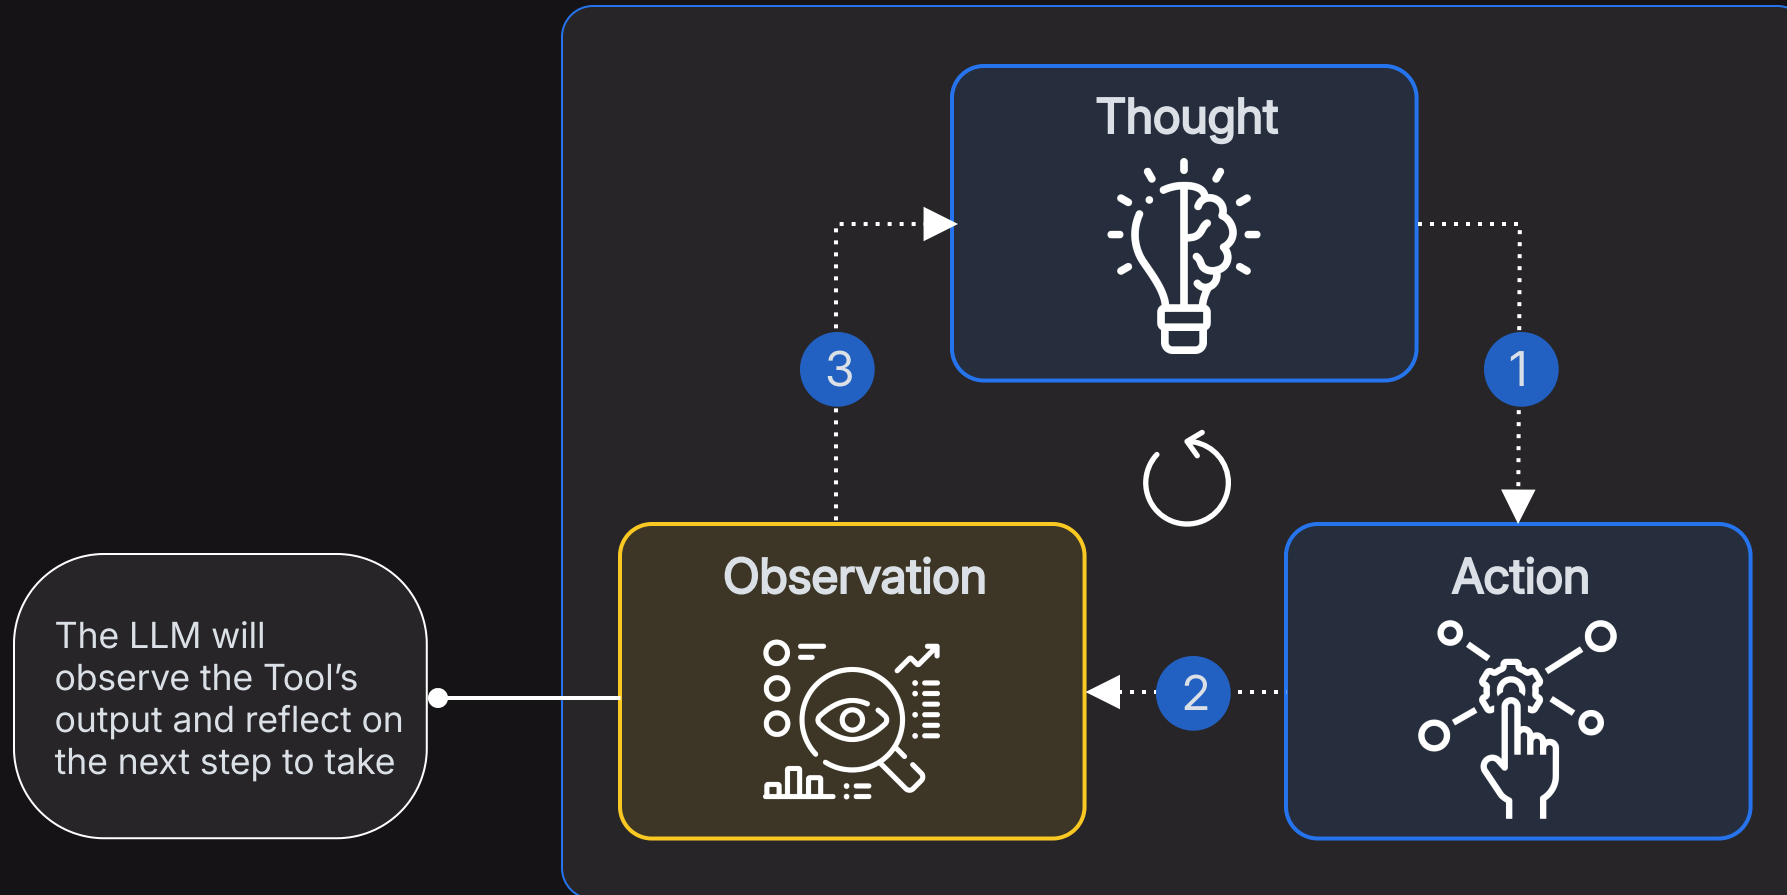 Thought
3
1
Observation
Action
The LLM will
observe the Tool’s
output and reflect on
the next step to take
2